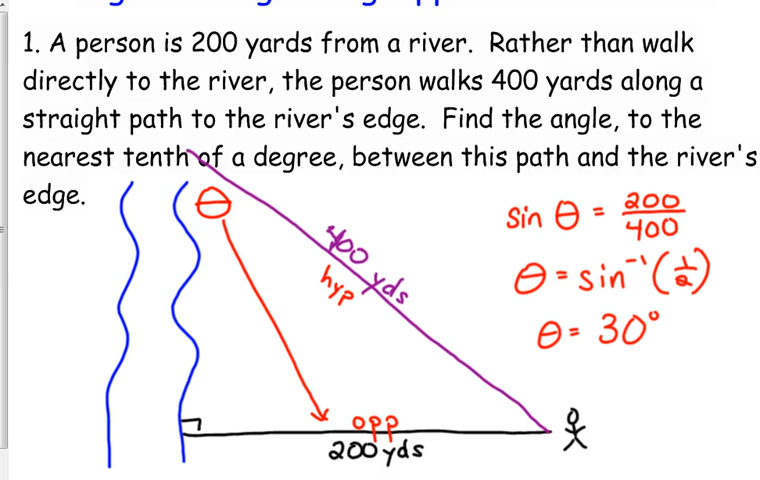 1. A person is 200 yards from a river. Rather than walk
directly to the river, the person walks 400 yards along a
straight path to the river's edge. Find the angle, to the
nearest tenth of a degree, between this path and the river's
edge.
θ
400 yds
hyp
opp
200 yds
sin θ = 200/400
θ = sin⁻¹(1/2)
θ = 30°